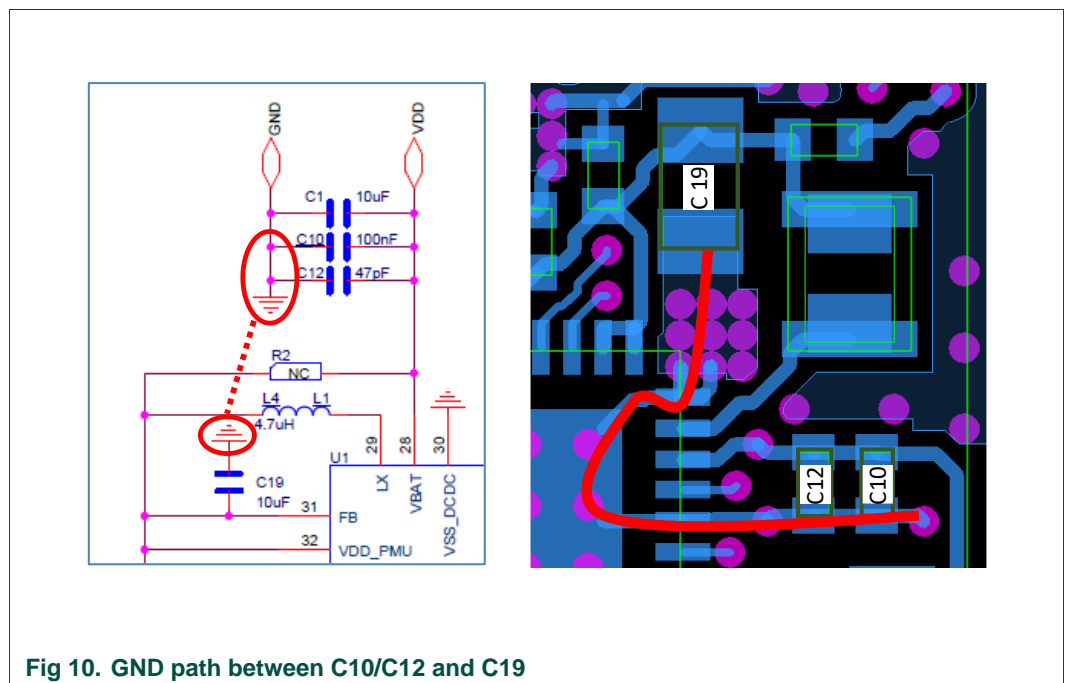 GND
VDD
C1 10uF
C10 100nF
C12 47pF
R2
NC
L4 L1
4.7uH
29
28
30
U1
C19
10uF
LX
VBAT
VSS_DCDC
31 FB
32 VDD_PMU
C 19
C12
C10
Fig 10. GND path between C10/C12 and C19